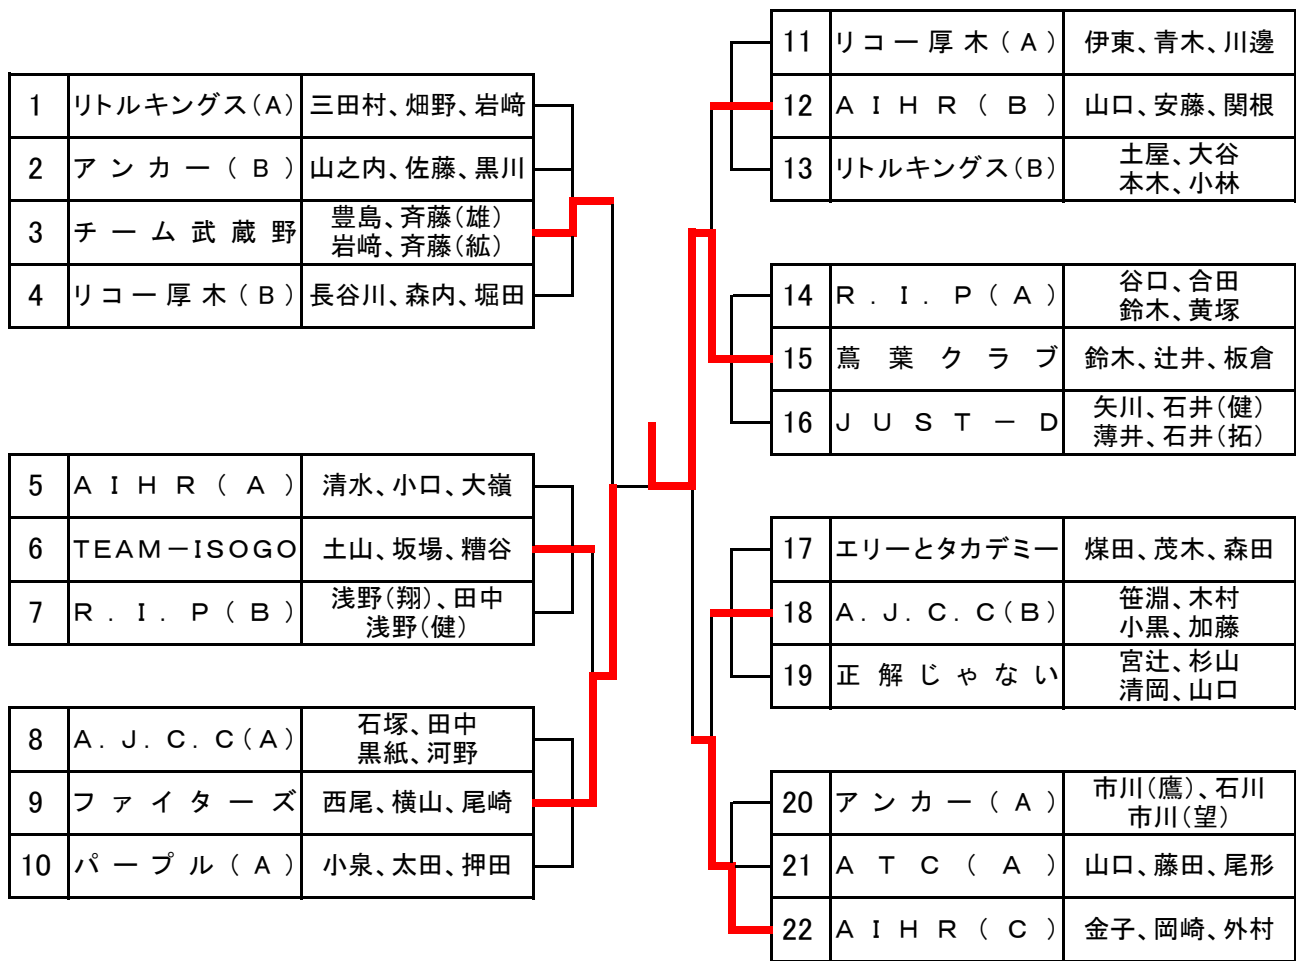 1 リトルキングス(A) 三田村、畑野、岩﨑
2 アンカー(B) 山之内、佐藤、黒川
3 チーム武蔵野 豊島、斉藤(雄)
岩﨑、斉藤(紘)
4 リコー厚木(B) 長谷川、森内、堀田
5 AIHR(A) 清水、小口、大嶺
6 TEAM－ISOGO 土山、坂場、糟谷
7 R.I.P(B) 浅野(翔)、田中
浅野(健)
8 A.J.C.C(A) 石塚、田中
黒紙、河野
9 ファイターズ 西尾、横山、尾崎
10 パープル(A) 小泉、太田、押田
11 リコー厚木(A) 伊東、青木、川邊
12 AIHR(B) 山口、安藤、関根
13 リトルキングス(B) 土屋、大谷
本木、小林
14 R.I.P(A) 谷口、合田
鈴木、黄塚
15 蔦葉クラブ 鈴木、辻井、板倉
16 JUST－D 矢川、石井(健)
薄井、石井(拓)
17 エリーとタカデミー 煤田、茂木、森田
18 A.J.C.C(B) 笹淵、木村
小黒、加藤
19 正解じゃない 宮辻、杉山
清岡、山口
20 アンカー(A) 市川(鷹)、石川
市川(望)
21 ATC(A) 山口、藤田、尾形
22 AIHR(C) 金子、岡崎、外村